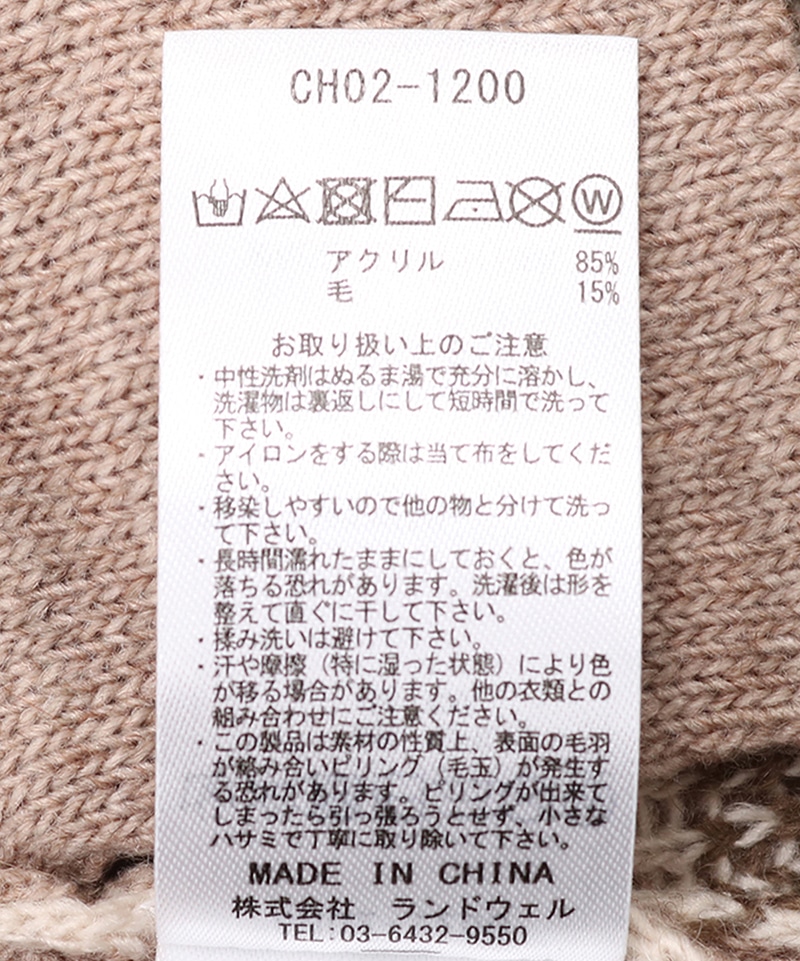 CH02-1200
W
アクリル 85%
毛 15%
お取り扱い上のご注意
・中性洗剤はぬるま湯で充分に溶かし、
洗濯物は裏返しにして短時間で洗って
下さい。
・アイロンをする際は当て布をしてくだ
さい。
・移染しやすいので他の物と分けて洗っ
て下さい。
・長時間濡れたままにしておくと、色が
落ちる恐れがあります。洗濯後は形を
整えて直ぐに干して下さい。
・揉み洗いは避けて下さい。
・汗や摩擦（特に湿った状態）により色
が移る場合があります。他の衣類との
組み合わせにご注意ください。
・この製品は素材の性質上、表面の毛羽
が絡み合いピリング（毛玉）が発生す
る恐れがあります。ピリングが出来て
しまったら引っ張ろうとせず、小さな
ハサミで丁寧に取り除いて下さい。
MADE IN CHINA
株式会社 ランドウェル
TEL:03-6432-9550